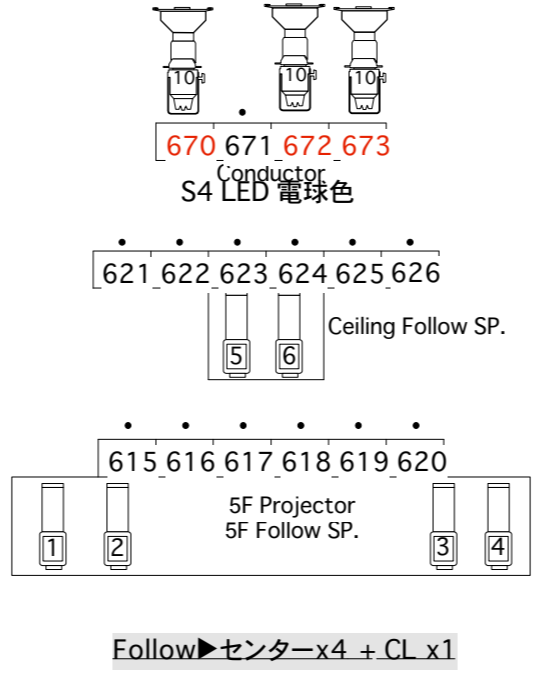 10 10 10
670 671 672 673
Conductor
S4 LED 電球色
621 622 623 624 625 626
5 6
Ceiling Follow SP.
615 616 617 618 619 620
5F Projector
5F Follow SP.
1 2 3 4
Follow▶センターx4 + CL x1